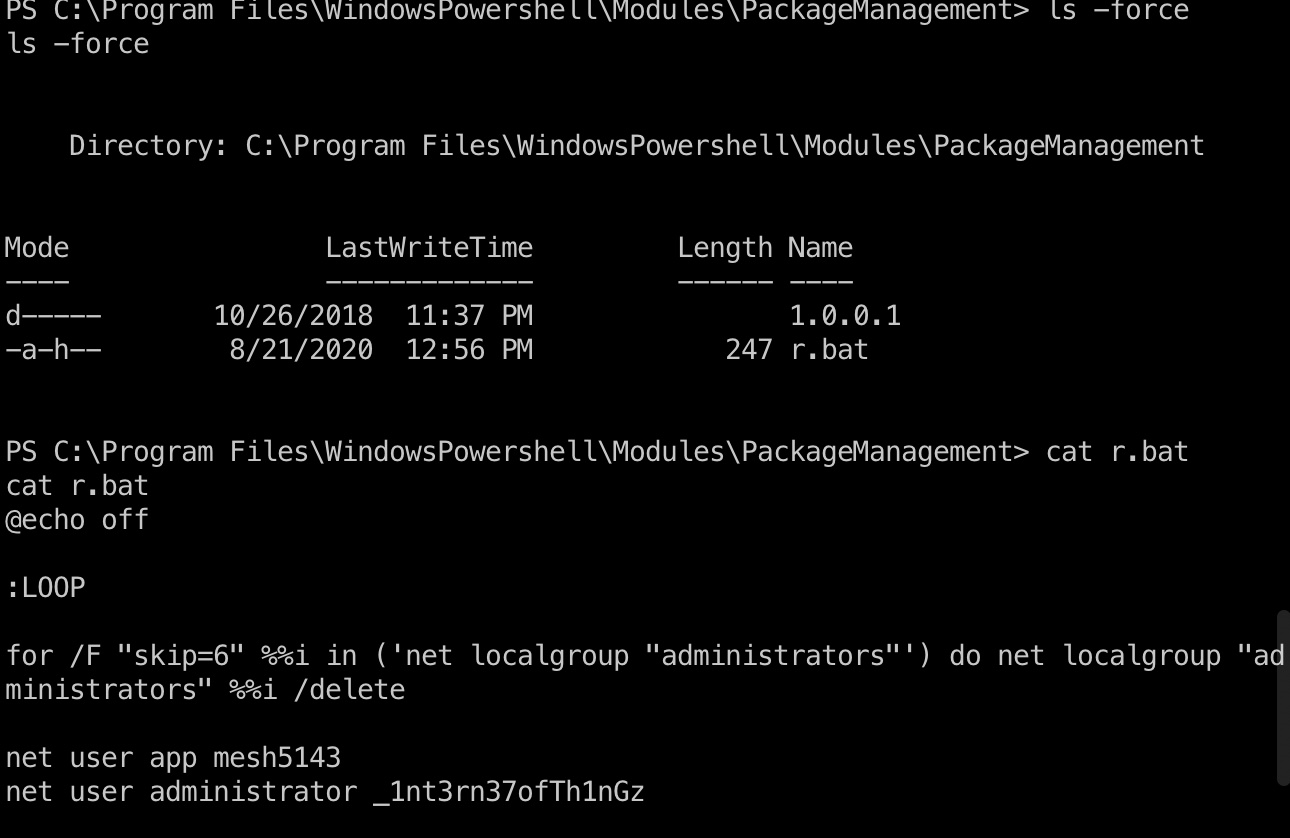 PS C:\Program Files\WindowsPowershell\Modules\PackageManagement> ls -force
ls -force
Directory: C:\Program Files\WindowsPowershell\Modules\PackageManagement
Mode LastWriteTime Length Name
---- ------------- ------ ----
d----- 10/26/2018 11:37 PM 1.0.0.1
-a-h-- 8/21/2020 12:56 PM 247 r.bat
PS C:\Program Files\WindowsPowershell\Modules\PackageManagement> cat r.bat
cat r.bat
@echo off
:LOOP
for /F "skip=6" %%i in ('net localgroup "administrators"') do net localgroup "ad
ministrators" %%i /delete
net user app mesh5143
net user administrator _1nt3rn37ofTh1nGz